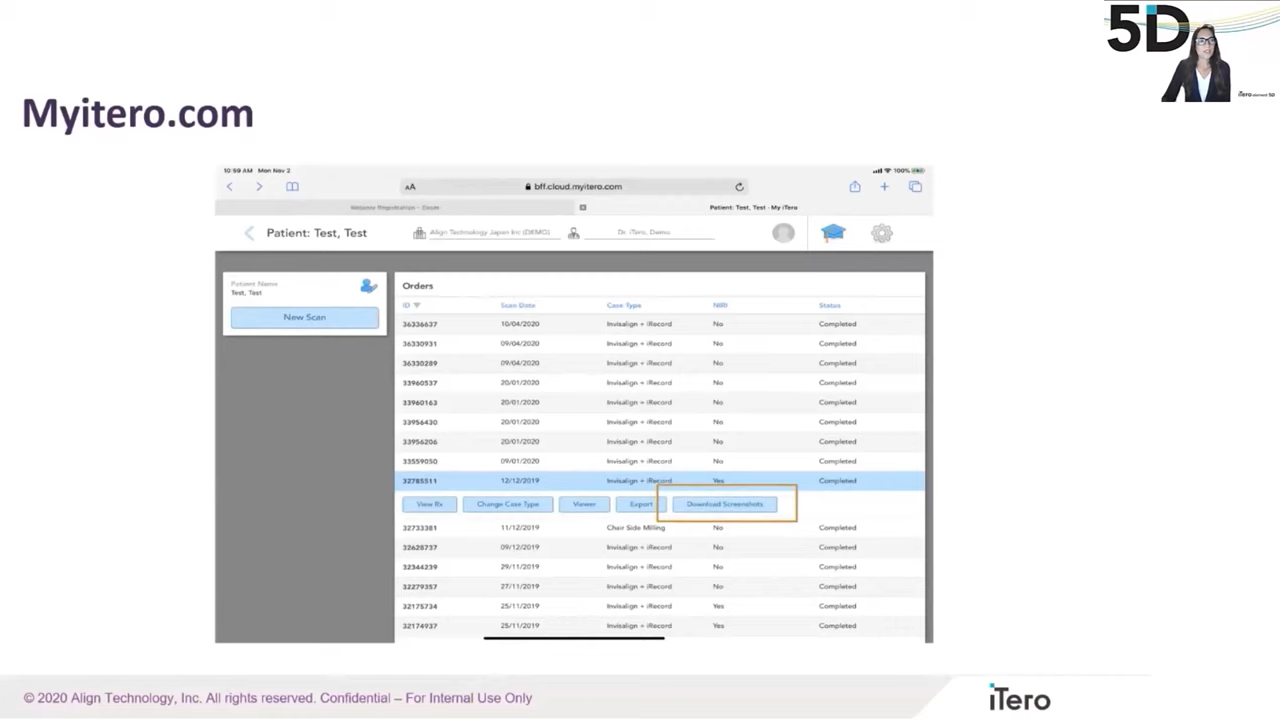 5D
iTero element 5D
Myitero.com
10:59 AM Mon Nov 2
100%
AA
bff.cloud.myitero.com
Webinar Registration - Zoom
Patient: Test, Test - My iTero
Patient: Test, Test
Align Technology Japan Inc (DEMO)
Dr. iTero, Demo
Patient Name
Test, Test
New Scan
Orders
ID Scan Date Case Type NIRI Status
36336637 10/04/2020 Invisalign + iRecord No Completed
36330931 09/04/2020 Invisalign + iRecord No Completed
36330289 09/04/2020 Invisalign + iRecord No Completed
33960537 20/01/2020 Invisalign + iRecord No Completed
33960163 20/01/2020 Invisalign + iRecord No Completed
33956430 20/01/2020 Invisalign + iRecord No Completed
33956206 20/01/2020 Invisalign + iRecord No Completed
33559050 09/01/2020 Invisalign + iRecord No Completed
32785511 12/12/2019 Invisalign + iRecord Yes Completed
View Rx Change Case Type Viewer Export Download Screenshots
32733381 11/12/2019 Chair Side Milling No Completed
32628737 09/12/2019 Invisalign + iRecord No Completed
32344239 29/11/2019 Invisalign + iRecord No Completed
32279357 27/11/2019 Invisalign + iRecord No Completed
32175734 25/11/2019 Invisalign + iRecord Yes Completed
32174937 25/11/2019 Invisalign + iRecord Yes Completed
© 2020 Align Technology, Inc. All rights reserved. Confidential – For Internal Use Only
iTero